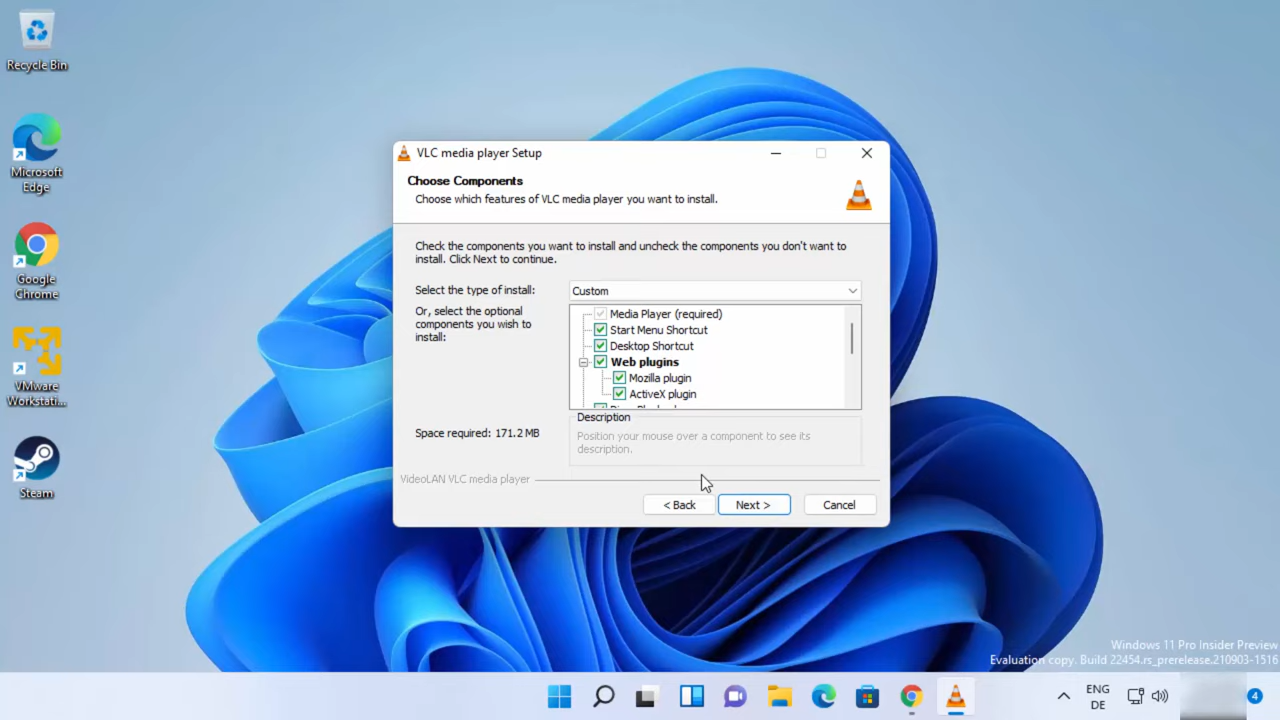 Recycle Bin
Microsoft
Edge
Google
Chrome
VMware
Workstati...
Steam
VLC media player Setup
Choose Components
Choose which features of VLC media player you want to install.
Check the components you want to install and uncheck the components you don't want to
install. Click Next to continue.
Select the type of install:
Custom
Or, select the optional
components you wish to
install:
Media Player (required)
Start Menu Shortcut
Desktop Shortcut
Web plugins
Mozilla plugin
ActiveX plugin
Space required: 171.2 MB
Description
Position your mouse over a component to see its
description.
VideoLAN VLC media player
< Back
Next >
Cancel
Windows 11 Pro Insider Preview
Evaluation copy. Build 22454.rs_prerelease.210903-1516
ENG
DE
4